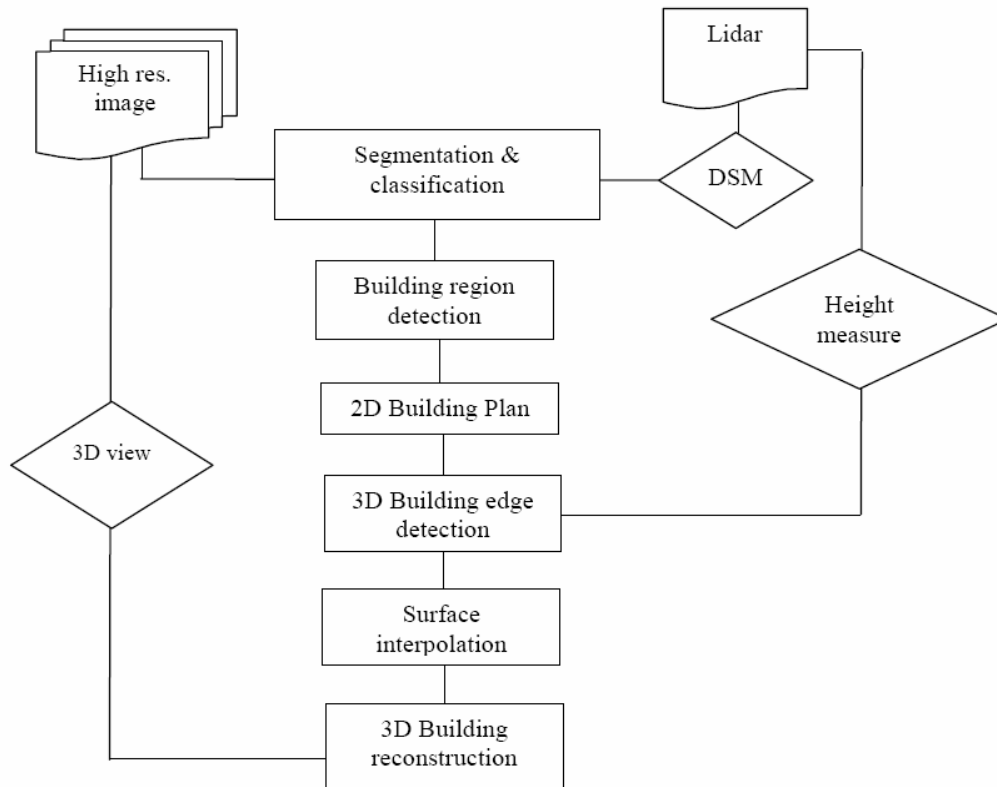 High res.
image
Lidar
Segmentation &
classification
DSM
Building region
detection
Height
measure
2D Building Plan
3D view
3D Building edge
detection
Surface
interpolation
3D Building
reconstruction